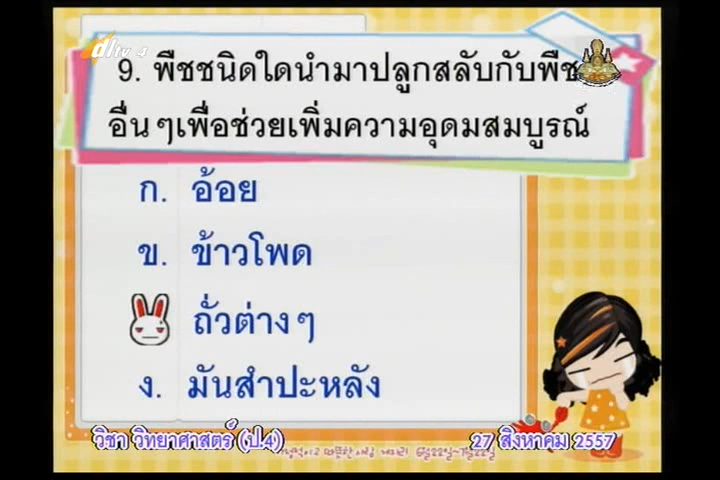 dltv 4
9. พืชชนิดใดนำมาปลูกสลับกับพืช
อื่นๆเพื่อช่วยเพิ่มความอุดมสมบูรณ์
ก. อ้อย
ข. ข้าวโพด
ถั่วต่างๆ
ง. มันสำปะหลัง
วิชา วิทยาศาสตร์ (ป.4) 27 สิงหาคม 2557